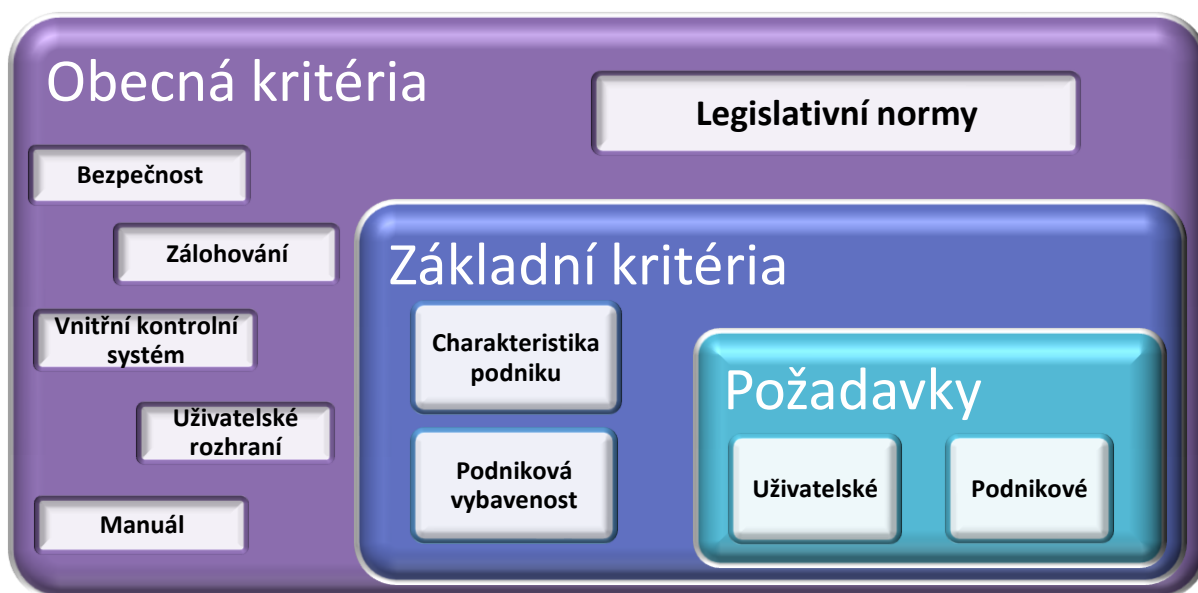 Obecná kritéria
Legislativní normy
Bezpečnost
Zálohování
Vnitřní kontrolní
systém
Uživatelské
rozhraní
Manuál
Základní kritéria
Charakteristika
podniku
Podniková
vybavenost
Požadavky
Uživatelské
Podnikové